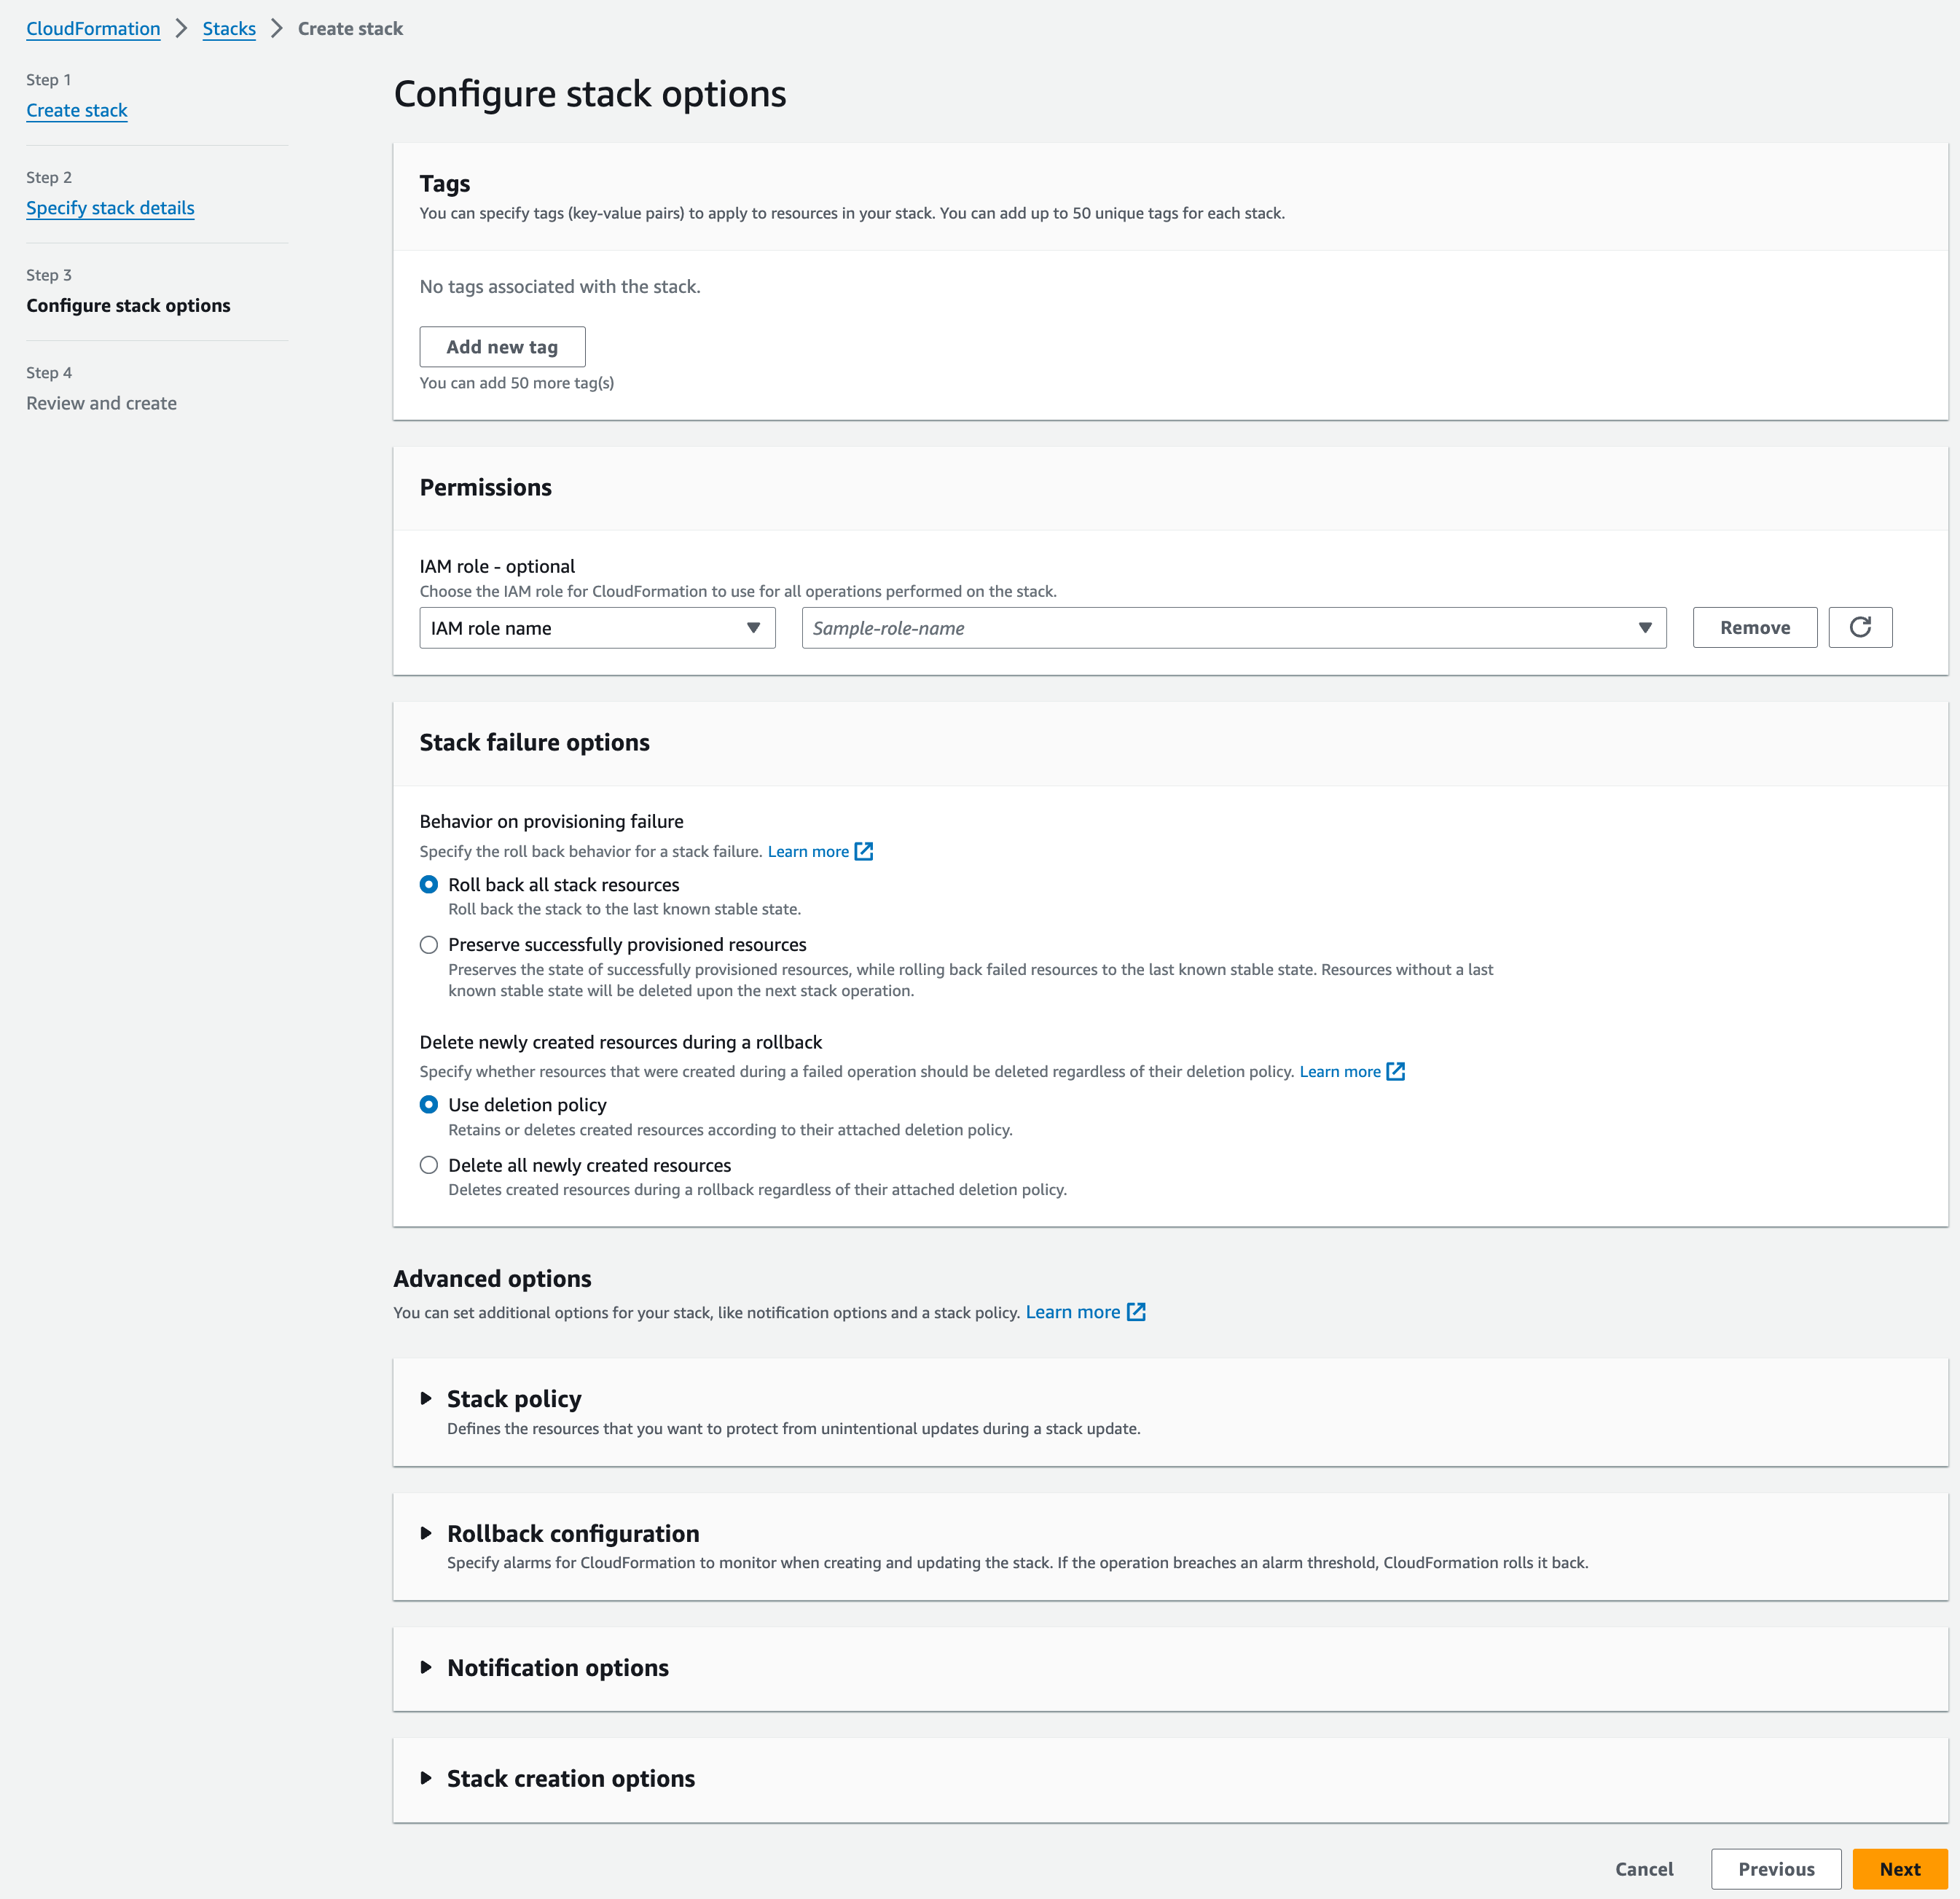 CloudFormation > Stacks > Create stack
Step 1
Create stack
Step 2
Specify stack details
Step 3
Configure stack options
Step 4
Review and create
Configure stack options
Tags
You can specify tags (key-value pairs) to apply to resources in your stack. You can add up to 50 unique tags for each stack.
No tags associated with the stack.
Add new tag
You can add 50 more tag(s)
Permissions
IAM role - optional
Choose the IAM role for CloudFormation to use for all operations performed on the stack.
IAM role name Sample-role-name Remove
Stack failure options
Behavior on provisioning failure
Specify the roll back behavior for a stack failure. Learn more
Roll back all stack resources
Roll back the stack to the last known stable state.
Preserve successfully provisioned resources
Preserves the state of successfully provisioned resources, while rolling back failed resources to the last known stable state. Resources without a last
known stable state will be deleted upon the next stack operation.
Delete newly created resources during a rollback
Specify whether resources that were created during a failed operation should be deleted regardless of their deletion policy. Learn more
Use deletion policy
Retains or deletes created resources according to their attached deletion policy.
Delete all newly created resources
Deletes created resources during a rollback regardless of their attached deletion policy.
Advanced options
You can set additional options for your stack, like notification options and a stack policy. Learn more
Stack policy
Defines the resources that you want to protect from unintentional updates during a stack update.
Rollback configuration
Specify alarms for CloudFormation to monitor when creating and updating the stack. If the operation breaches an alarm threshold, CloudFormation rolls it back.
Notification options
Stack creation options
Cancel Previous Next